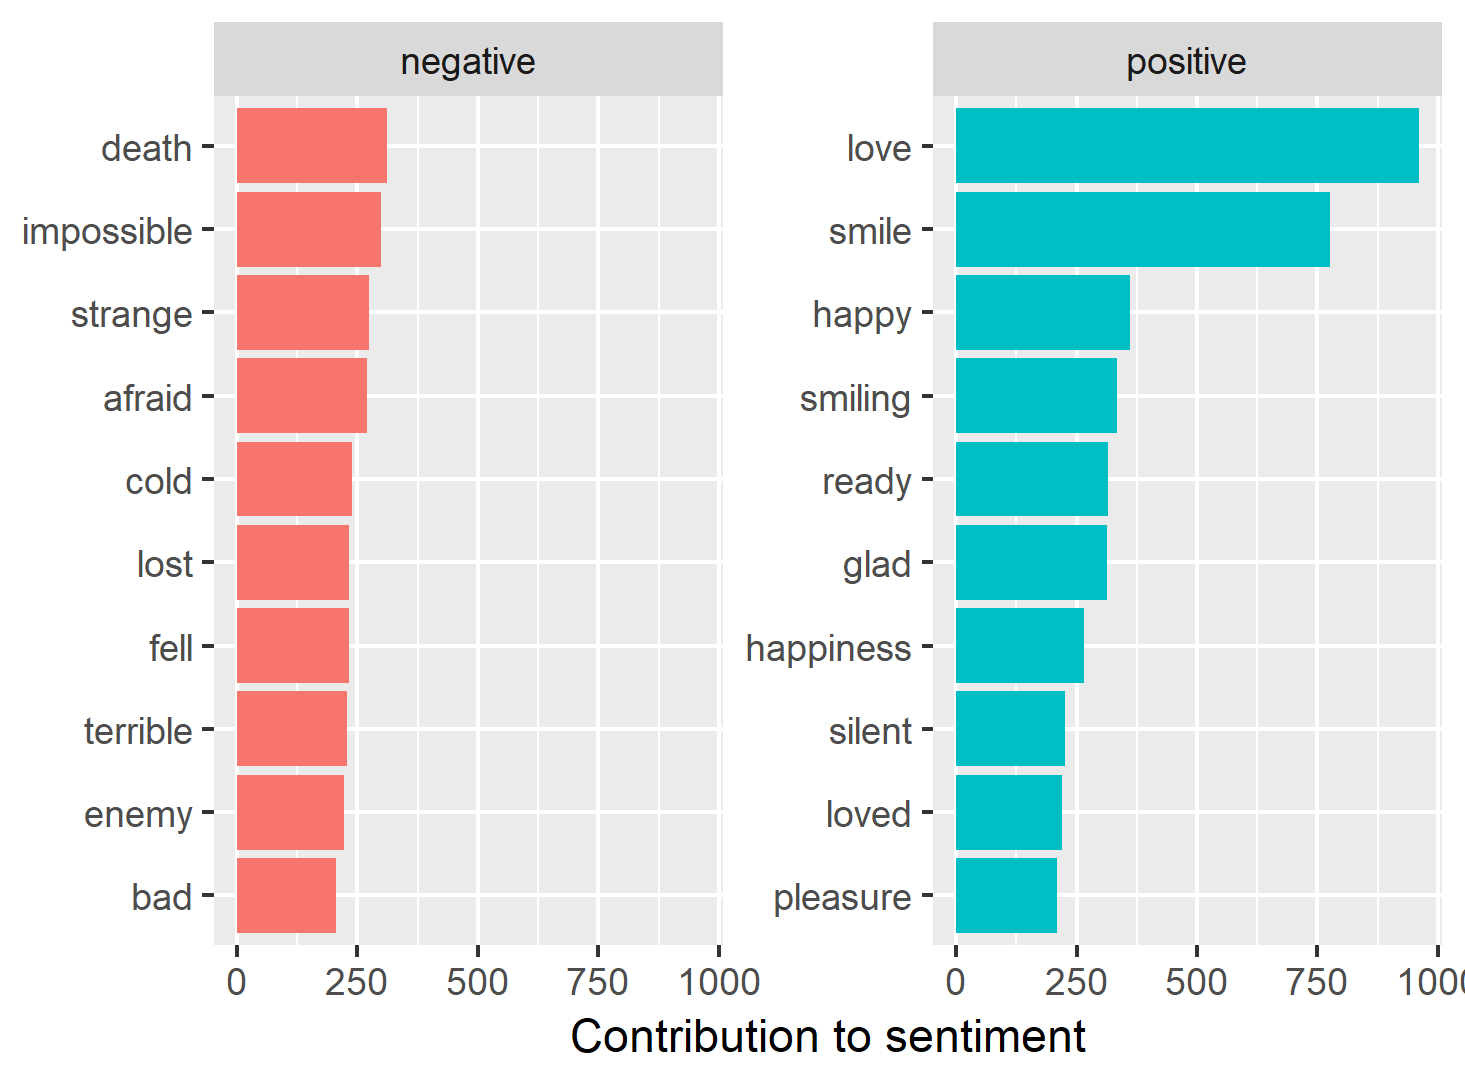 negative
death
impossible
strange
afraid
cold
lost
fell
terrible
enemy
bad
0 250 500 750 1000
positive
love
smile
happy
smiling
ready
glad
happiness
silent
loved
pleasure
0 250 500 750 1000
Contribution to sentiment